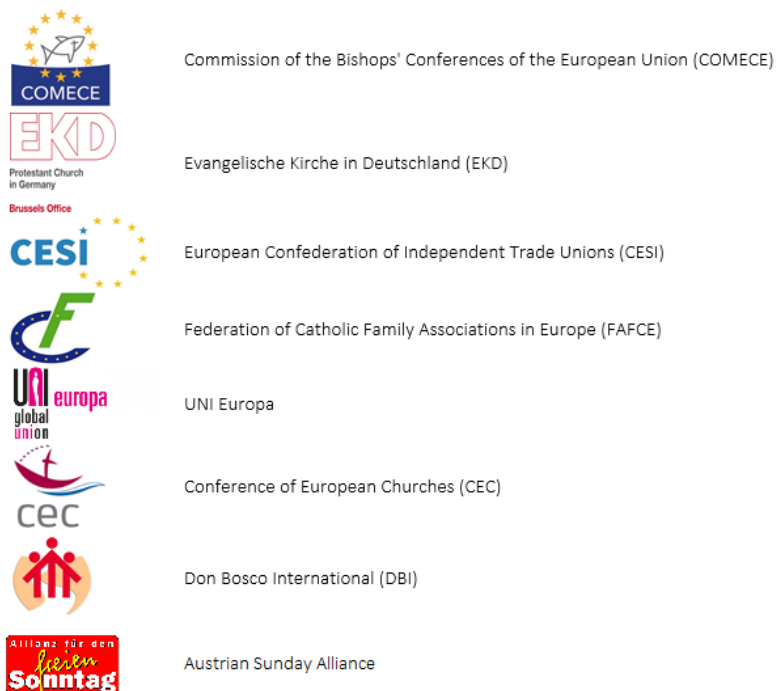 COMECE
Commission of the Bishops' Conferences of the European Union (COMECE)
EKD
Protestant Church
in Germany
Brussels Office
Evangelische Kirche in Deutschland (EKD)
CESI
European Confederation of Independent Trade Unions (CESI)
CF
Federation of Catholic Family Associations in Europe (FAFCE)
UNI europa
global
union
UNI Europa
cec
Conference of European Churches (CEC)
Don Bosco International (DBI)
Allianz für den
freien
Sonntag
Austrian Sunday Alliance